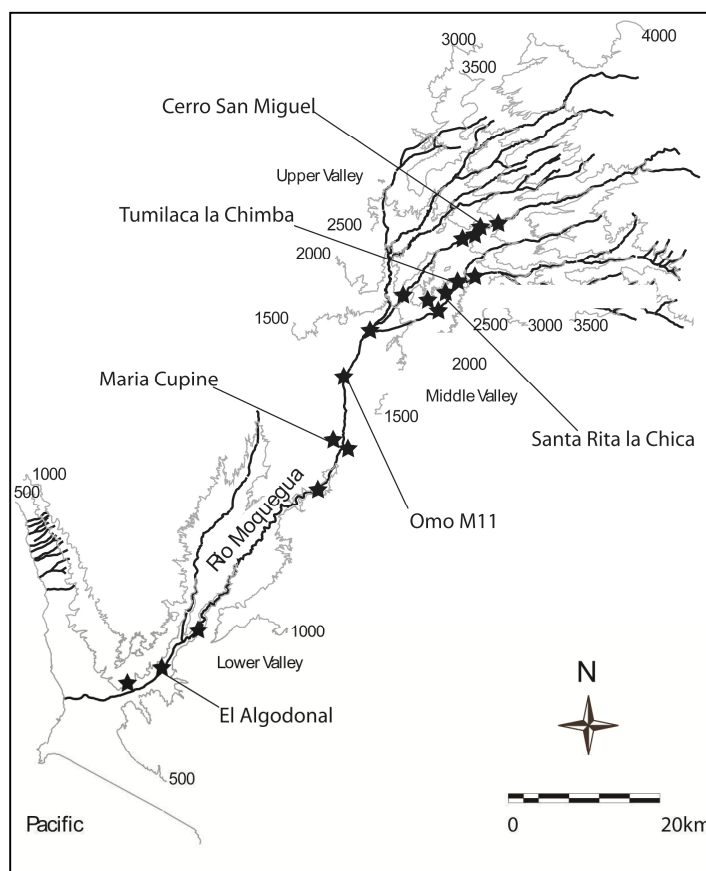 3000
4000
3500
Cerro San Miguel
Upper Valley
Tumilaca la Chimba
2500
2000
1500
2500 3000 3500
2000
Maria Cupine
Middle Valley
1500
Santa Rita la Chica
1000
500
Rio Moquegua
Omo M11
1000
Lower Valley
N
El Algodonal
500
Pacific
0 20km